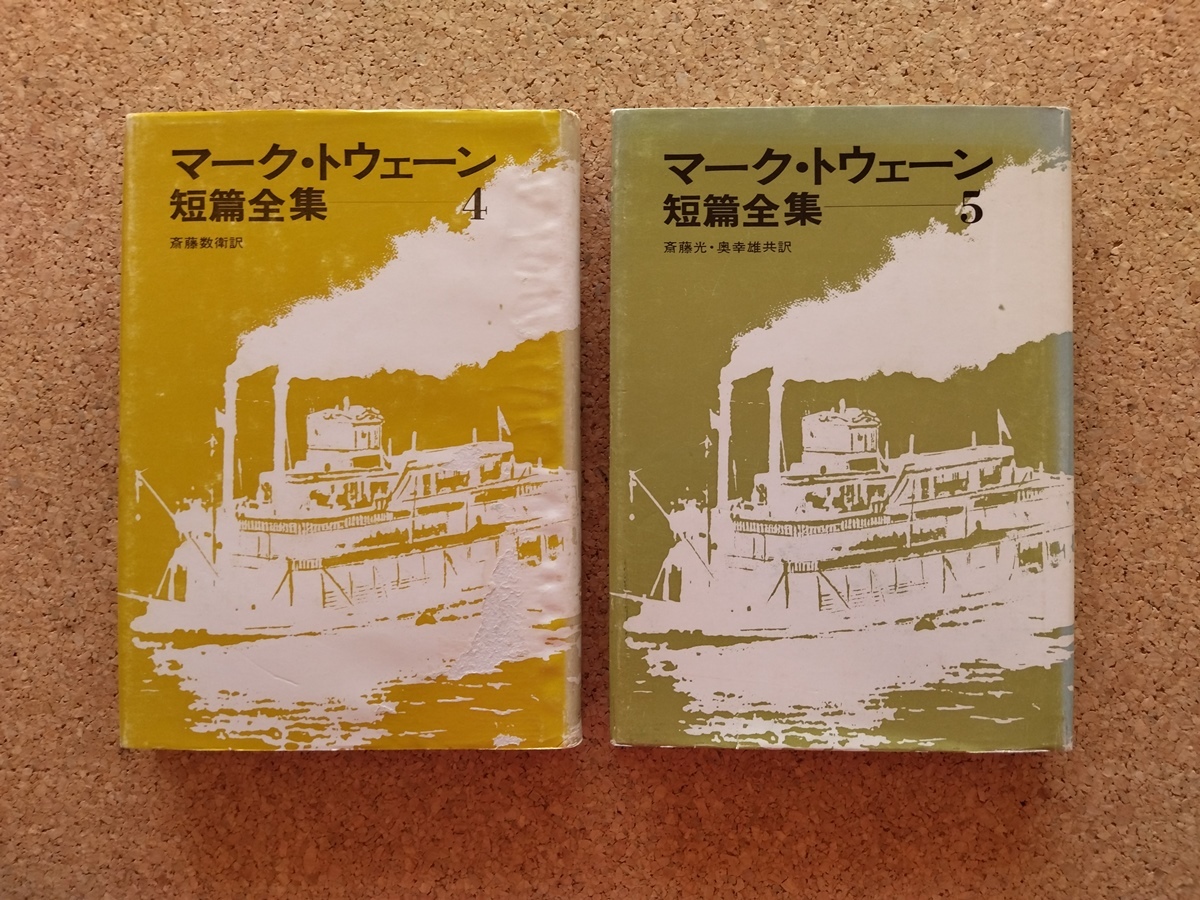 マーク・トウェーン
短篇全集 4
斎藤数衛訳
マーク・トウェーン
短篇全集 5
斎藤光・奥幸雄共訳